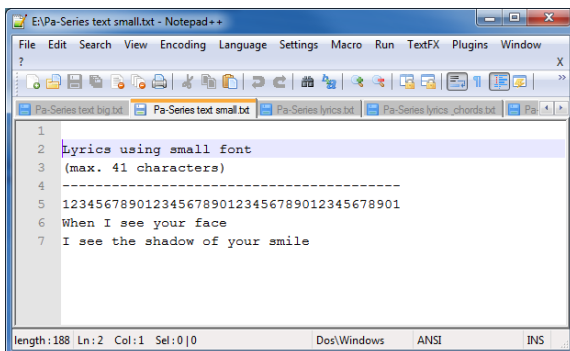 E:\Pa-Series text small.txt - Notepad++
File Edit Search View Encoding Language Settings Macro Run TextFX Plugins Window
? X
Pa-Series text big.txt Pa-Series text small.txt Pa-Series lyrics.txt Pa-Series lyrics_chords.txt Pa
1
2 Lyrics using small font
3 (max. 41 characters)
4 -----------------------------------------
5 12345678901234567890123456789012345678901
6 When I see your face
7 I see the shadow of your smile
length : 188 Ln : 2 Col : 1 Sel : 0 | 0 Dos\Windows ANSI INS